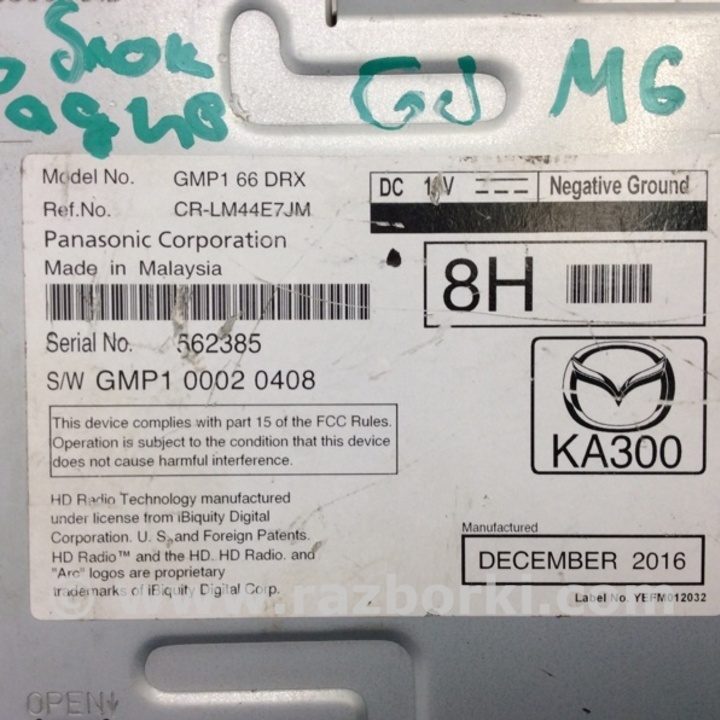 блок GJ M6
Model No. GMP1 66 DRX
Ref.No. CR-LM44E7JM
Panasonic Corporation
Made in Malaysia
Serial No. 562385
S/W GMP1 0002 0408
This device complies with part 15 of the FCC Rules.
Operation is subject to the condition that this device
does not cause harmful interference.
HD Radio Technology manufactured
under license from iBiquity Digital
Corporation. U. S. and Foreign Patents.
HD Radio™ and the HD. HD Radio. and
"Arc" logos are proprietary
trademarks of iBiquity Digital Corp.
DC V Negative Ground
8H
KA300
Manufactured
DECEMBER 2016
Label No. YEFM012032
© www.razborki.com
OPEN